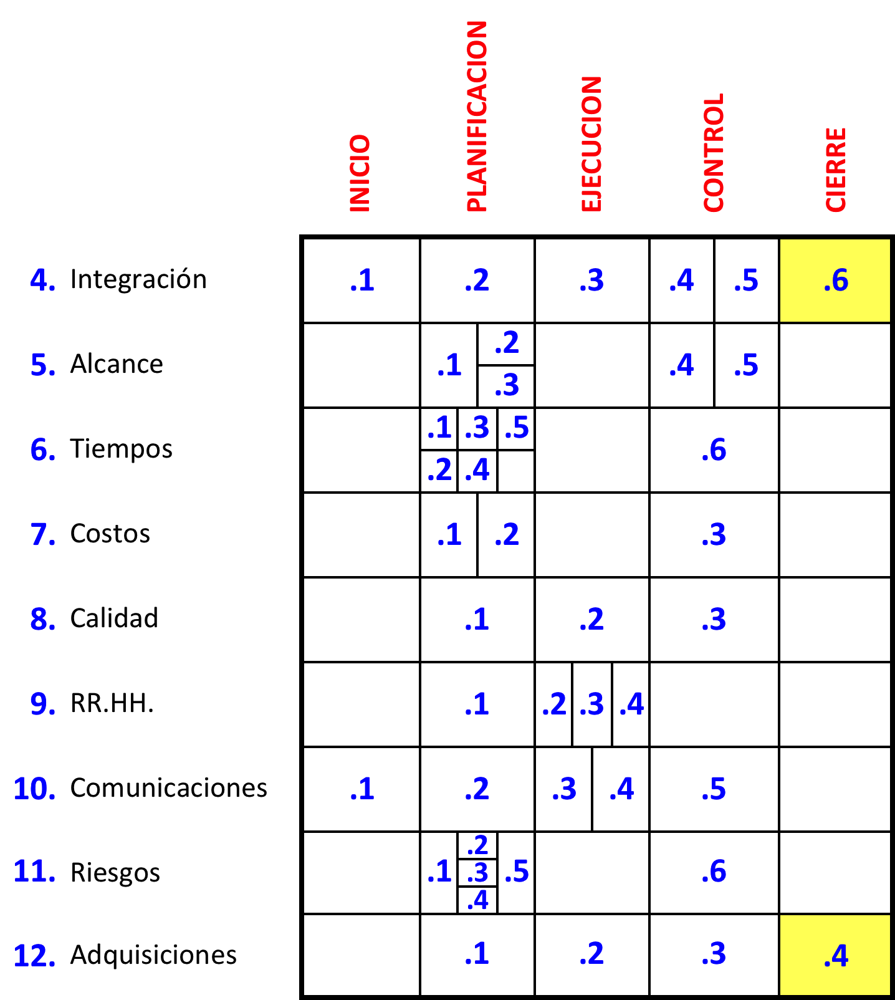 INICIO PLANIFICACION EJECUCION CONTROL CIERRE
4. Integración .1 .2 .3 .4 .5 .6
5. Alcance .1 .2 .3 .4 .5
6. Tiempos .1 .3 .5 .2 .4 .6
7. Costos .1 .2 .3
8. Calidad .1 .2 .3
9. RR.HH. .1 .2 .3 .4
10. Comunicaciones .1 .2 .3 .4 .5
11. Riesgos .1 .2 .3 .4 .5 .6
12. Adquisiciones .1 .2 .3 .4